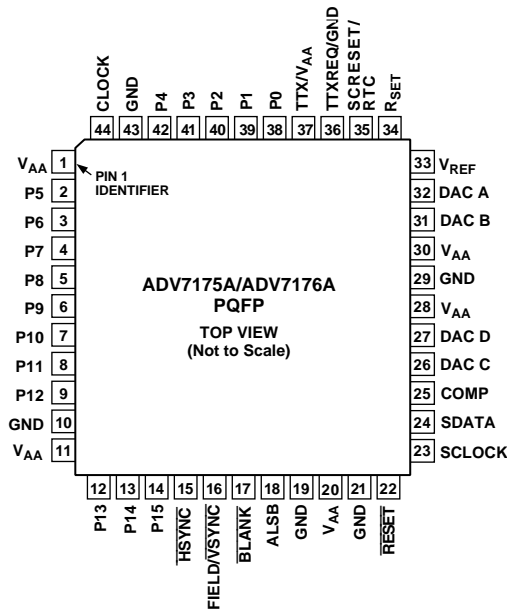 CLOCK
GND
P4
P3
P2
P1
P0
TTX/VAA
TTXREQ/GND
SCRESET/
RTC
RSET
44 43 42 41 40 39 38 37 36 35 34
VAA 1
P5 2
P6 3
P7 4
P8 5
P9 6
P10 7
P11 8
P12 9
GND 10
VAA 11
PIN 1
IDENTIFIER
ADV7175A/ADV7176A
PQFP
TOP VIEW
(Not to Scale)
33 VREF
32 DAC A
31 DAC B
30 VAA
29 GND
28 VAA
27 DAC D
26 DAC C
25 COMP
24 SDATA
23 SCLOCK
12 13 14 15 16 17 18 19 20 21 22
P13
P14
P15
HSYNC
FIELD/VSYNC
BLANK
ALSB
GND
VAA
GND
RESET